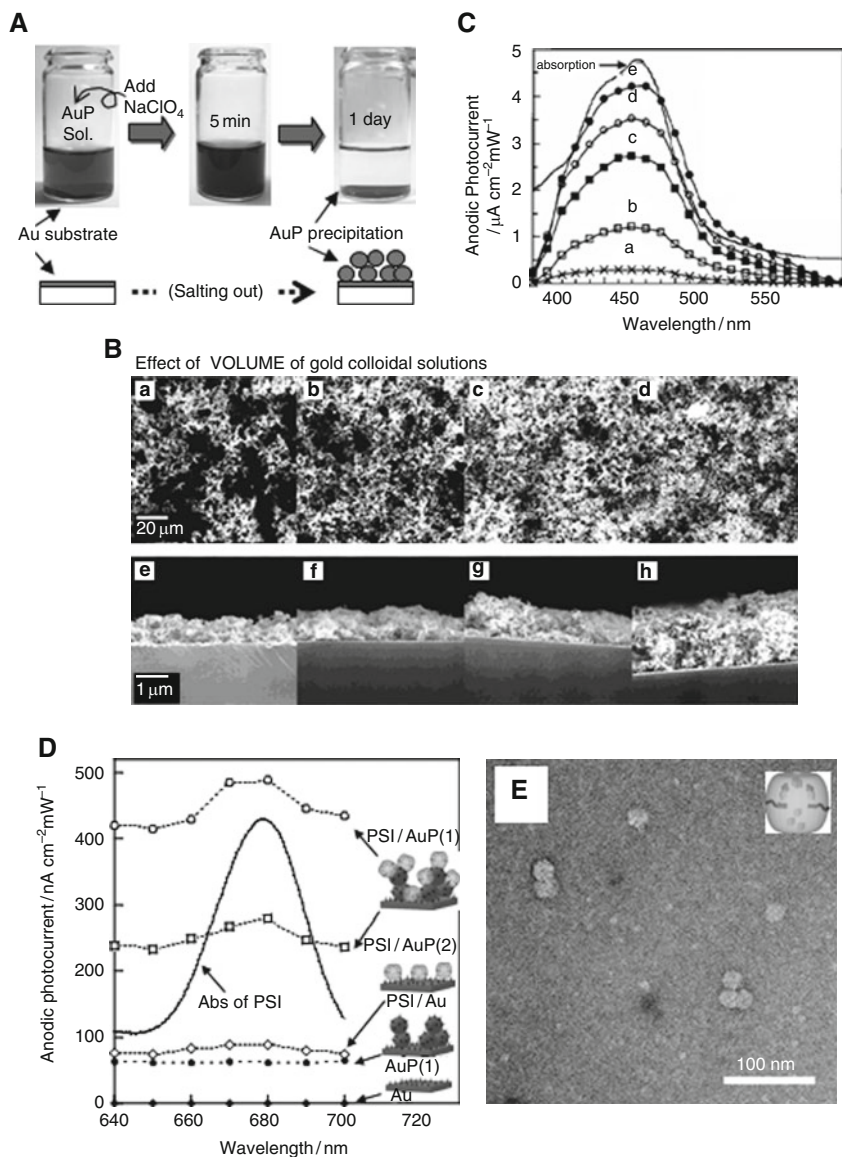 A
AuP
Sol.
Add
NaClO4
5 min
1 day
Au substrate
AuP precipitation
(Salting out)
C
Anodic Photocurrent
/μA cm−2mW−1
5
4
3
2
1
0
absorption
e
d
c
b
a
400
450
500
550
Wavelength / nm
B
Effect of VOLUME of gold colloidal solutions
a
b
c
d
20 μm
e
f
g
h
1 μm
D
Anodic photocurrent / nA cm−2mW−1
500
400
300
200
100
0
PSI / AuP(1)
PSI / AuP(2)
Abs of PSI
PSI / Au
AuP(1)
Au
640
660
680
700
720
Wavelength / nm
E
100 nm